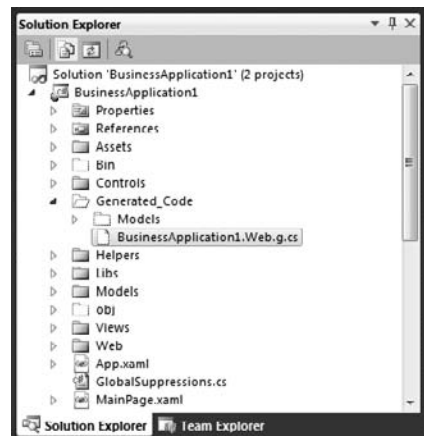 Solution Explorer
Solution 'BusinessApplication1' (2 projects)
BusinessApplication1
Properties
References
Assets
Bin
Controls
Generated_Code
Models
BusinessApplication1.Web.g.cs
Helpers
Libs
Models
obj
Views
Web
App.xaml
GlobalSuppressions.cs
MainPage.xaml
Solution Explorer Team Explorer